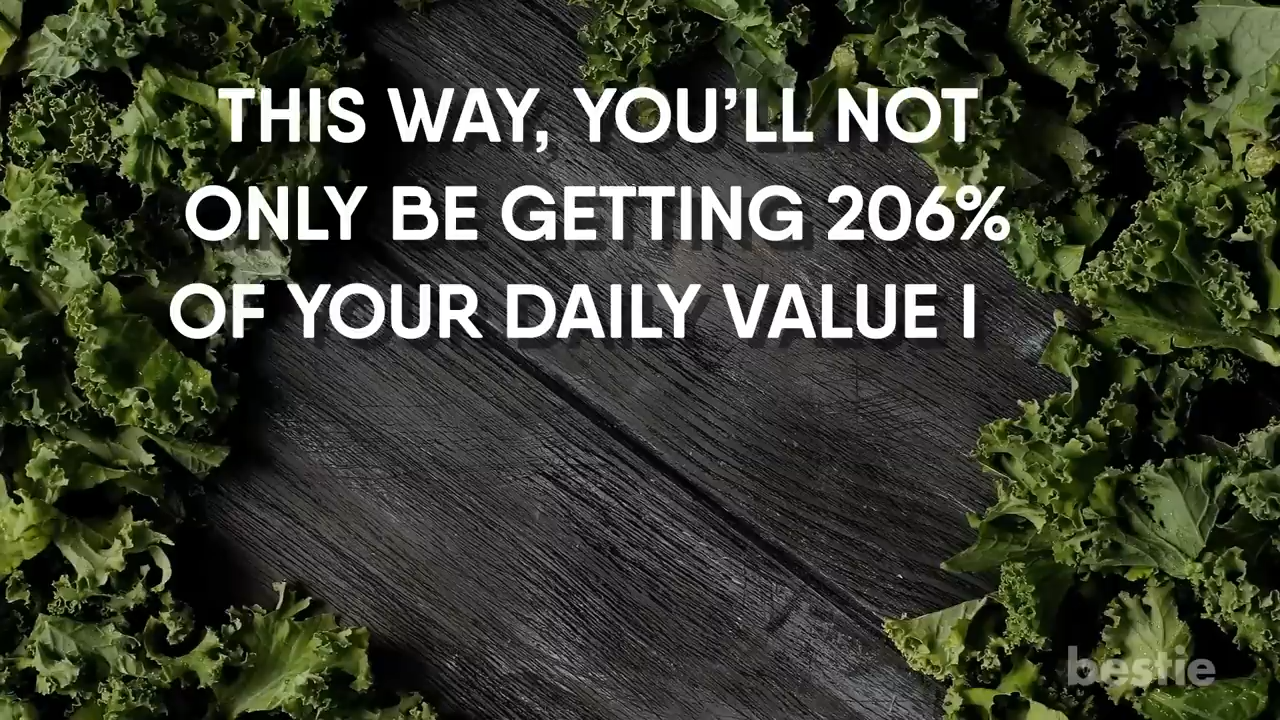 THIS WAY, YOU’LL NOT
ONLY BE GETTING 206%
OF YOUR DAILY VALUE I
bestie